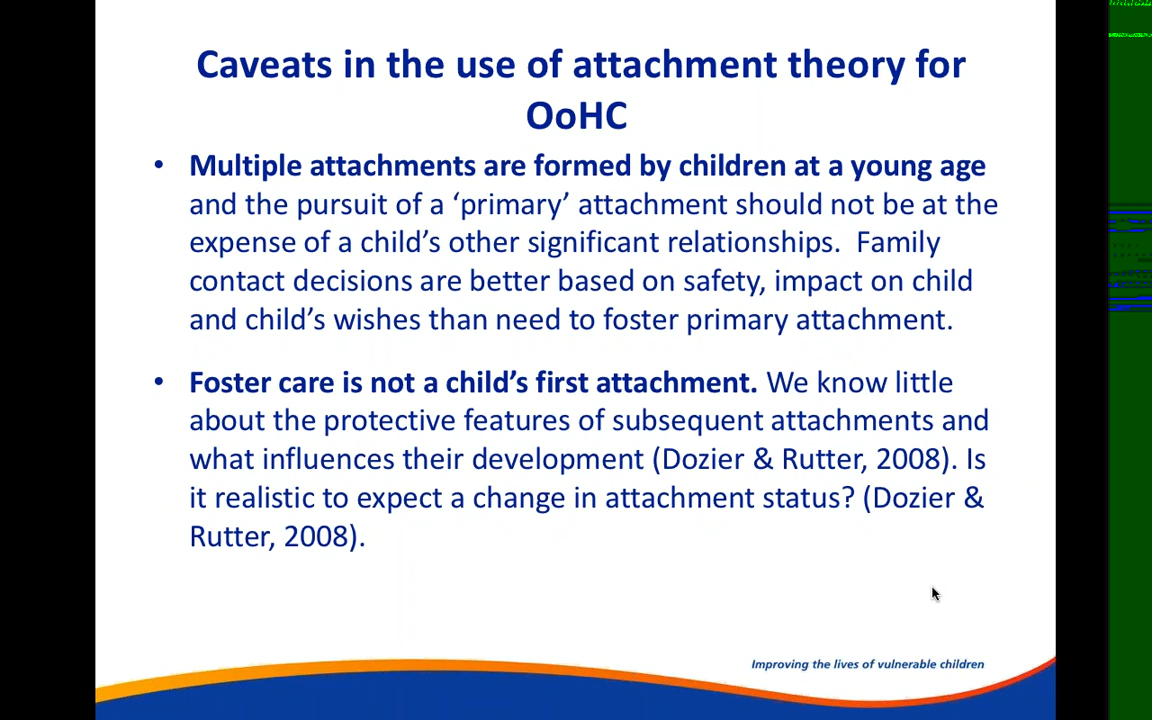 Caveats in the use of attachment theory for
OoHC
• Multiple attachments are formed by children at a young age
and the pursuit of a ‘primary’ attachment should not be at the
expense of a child’s other significant relationships.  Family
contact decisions are better based on safety, impact on child
and child’s wishes than need to foster primary attachment.
• Foster care is not a child’s first attachment. We know little
about the protective features of subsequent attachments and
what influences their development (Dozier & Rutter, 2008). Is
it realistic to expect a change in attachment status? (Dozier &
Rutter, 2008).
Improving the lives of vulnerable children